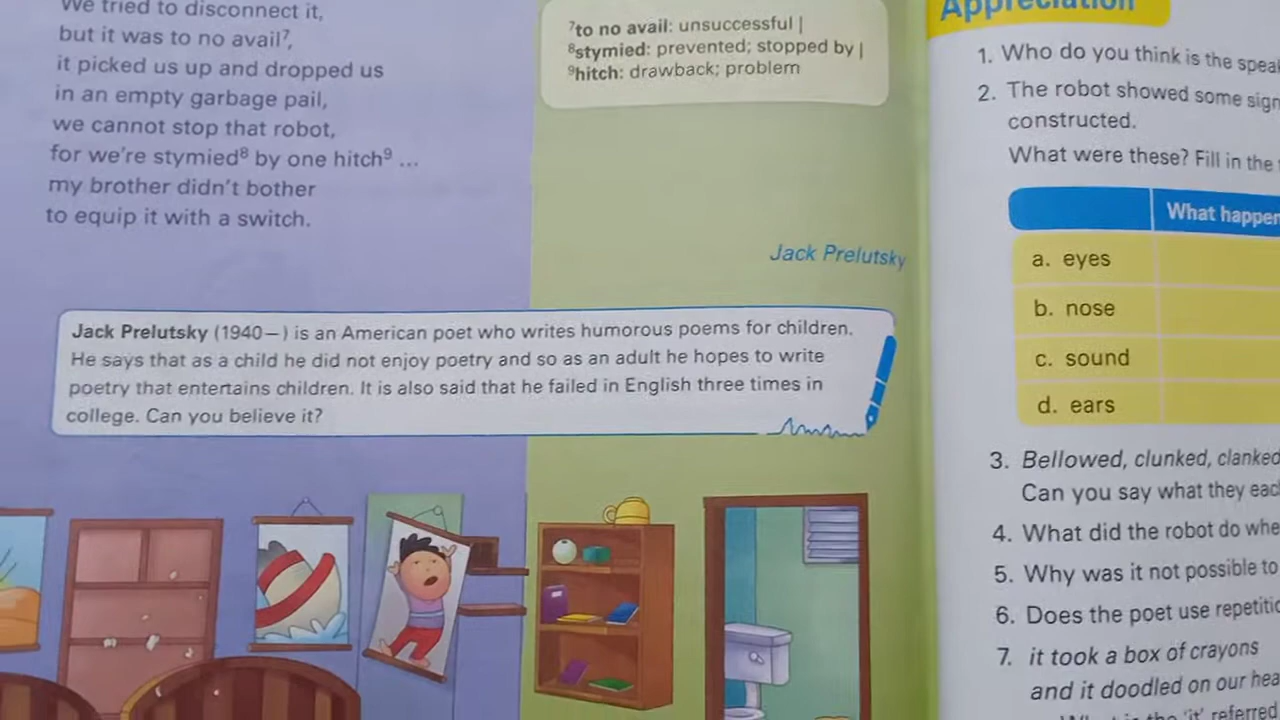 We tried to disconnect it,
but it was to no avail⁷,
it picked us up and dropped us
in an empty garbage pail,
we cannot stop that robot,
for we're stymied⁸ by one hitch⁹ ...
my brother didn't bother
to equip it with a switch.
⁷to no avail: unsuccessful |
⁸stymied: prevented; stopped by |
⁹hitch: drawback; problem
Jack Prelutsky
Jack Prelutsky (1940–) is an American poet who writes humorous poems for children.
He says that as a child he did not enjoy poetry and so as an adult he hopes to write
poetry that entertains children. It is also said that he failed in English three times in
college. Can you believe it?
Appreciation
1. Who do you think is the
2. The robot showed some
constructed.
What were these? Fill in the
What
a. eyes
b. nose
c. sound
d. ears
3. Bellowed, clunked, clanked
Can you say what they
4. What did the robot do
5. Why was it not possible to
6. Does the poet use
7. it took a box of crayons
and it doodled on our
'it' referred